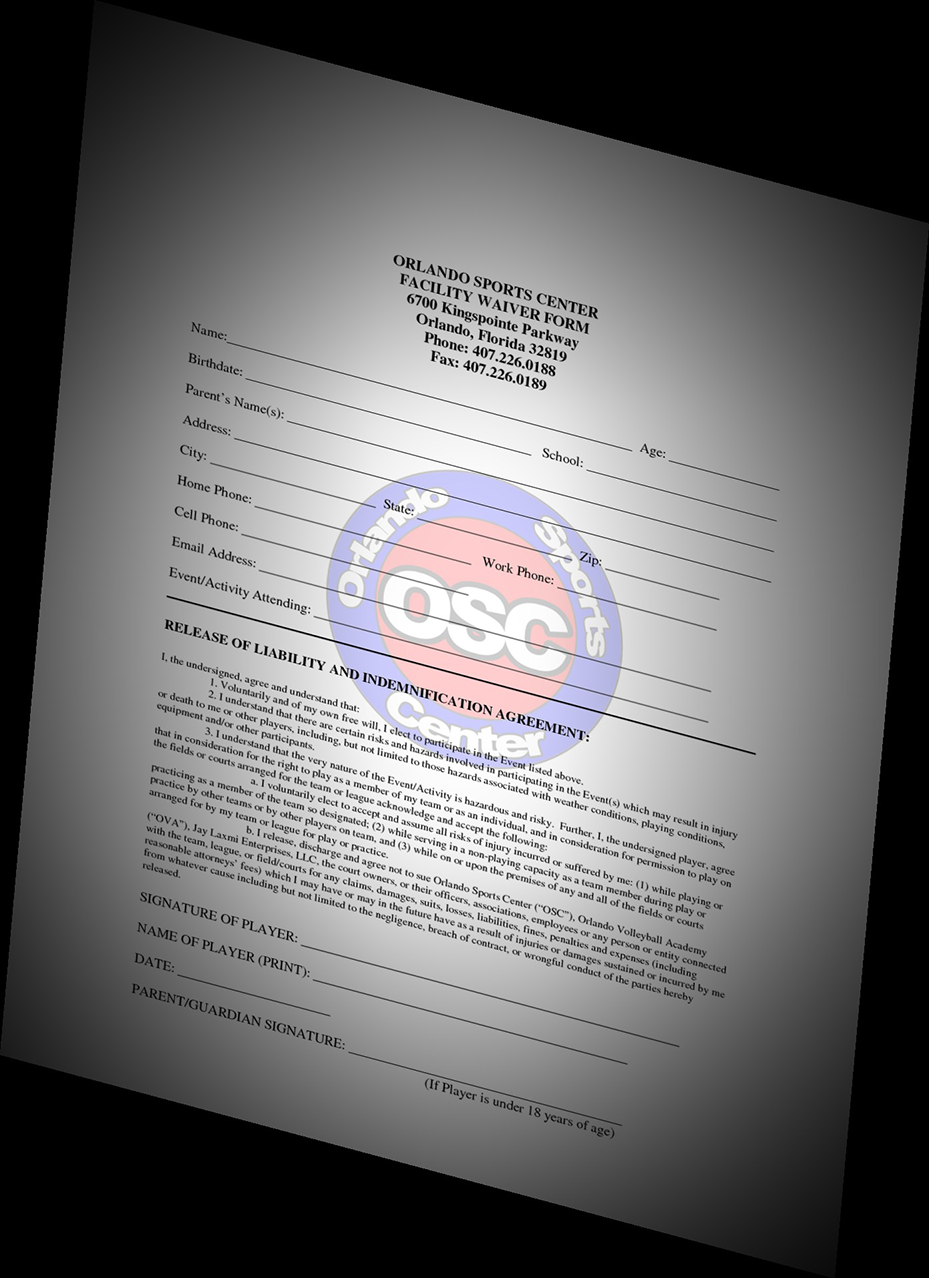 ORLANDO SPORTS CENTER
FACILITY WAIVER FORM
6700 Kingspointe Parkway
Orlando, Florida 32819
Phone: 407.226.0188
Fax: 407.226.0189
Name: Age:
Birthdate: School:
Parent's Name(s):
Address:
City: State: Zip:
Home Phone: Work Phone:
Cell Phone:
Email Address:
Event/Activity Attending:
Orlando Sports
OSC
Center
RELEASE OF LIABILITY AND INDEMNIFICATION AGREEMENT:
I, the undersigned, agree and understand that:
1. Voluntarily and of my own free will, I elect to participate in the Event listed above.
2. I understand that there are certain risks and hazards involved in participating in the Event(s) which may result in injury
or death to me or other players, including, but not limited to those hazards associated with weather conditions, playing conditions,
equipment and/or other participants.
3. I understand that the very nature of the Event/Activity is hazardous and risky. Further, I, the undersigned player, agree
that in consideration for the right to play as a member of my team or as an individual, and in consideration for permission to play on
the fields or courts arranged for the team or league acknowledge and accept the following:
a. I voluntarily elect to accept and assume all risks of injury incurred or suffered by me: (1) while playing or
practicing as a member of the team so designated; (2) while serving in a non-playing capacity as a team member during play or
practice by other teams or by other players on team, and (3) while on or upon the premises of any and all of the fields or courts
arranged for by my team or league for play or practice.
b. I release, discharge and agree not to sue Orlando Sports Center ("OSC"), Orlando Volleyball Academy
("OVA"), Jay Laxmi Enterprises, LLC, the court owners, or their officers, associations, employees or any person or entity connected
with the team, league, or field/courts for any claims, damages, suits, losses, liabilities, fines, penalties and expenses (including
reasonable attorneys' fees) which I may have or may in the future have as a result of injuries or damages sustained or incurred by me
from whatever cause including but not limited to the negligence, breach of contract, or wrongful conduct of the parties hereby
released.
SIGNATURE OF PLAYER:
NAME OF PLAYER (PRINT):
DATE:
PARENT/GUARDIAN SIGNATURE:
(If Player is under 18 years of age)